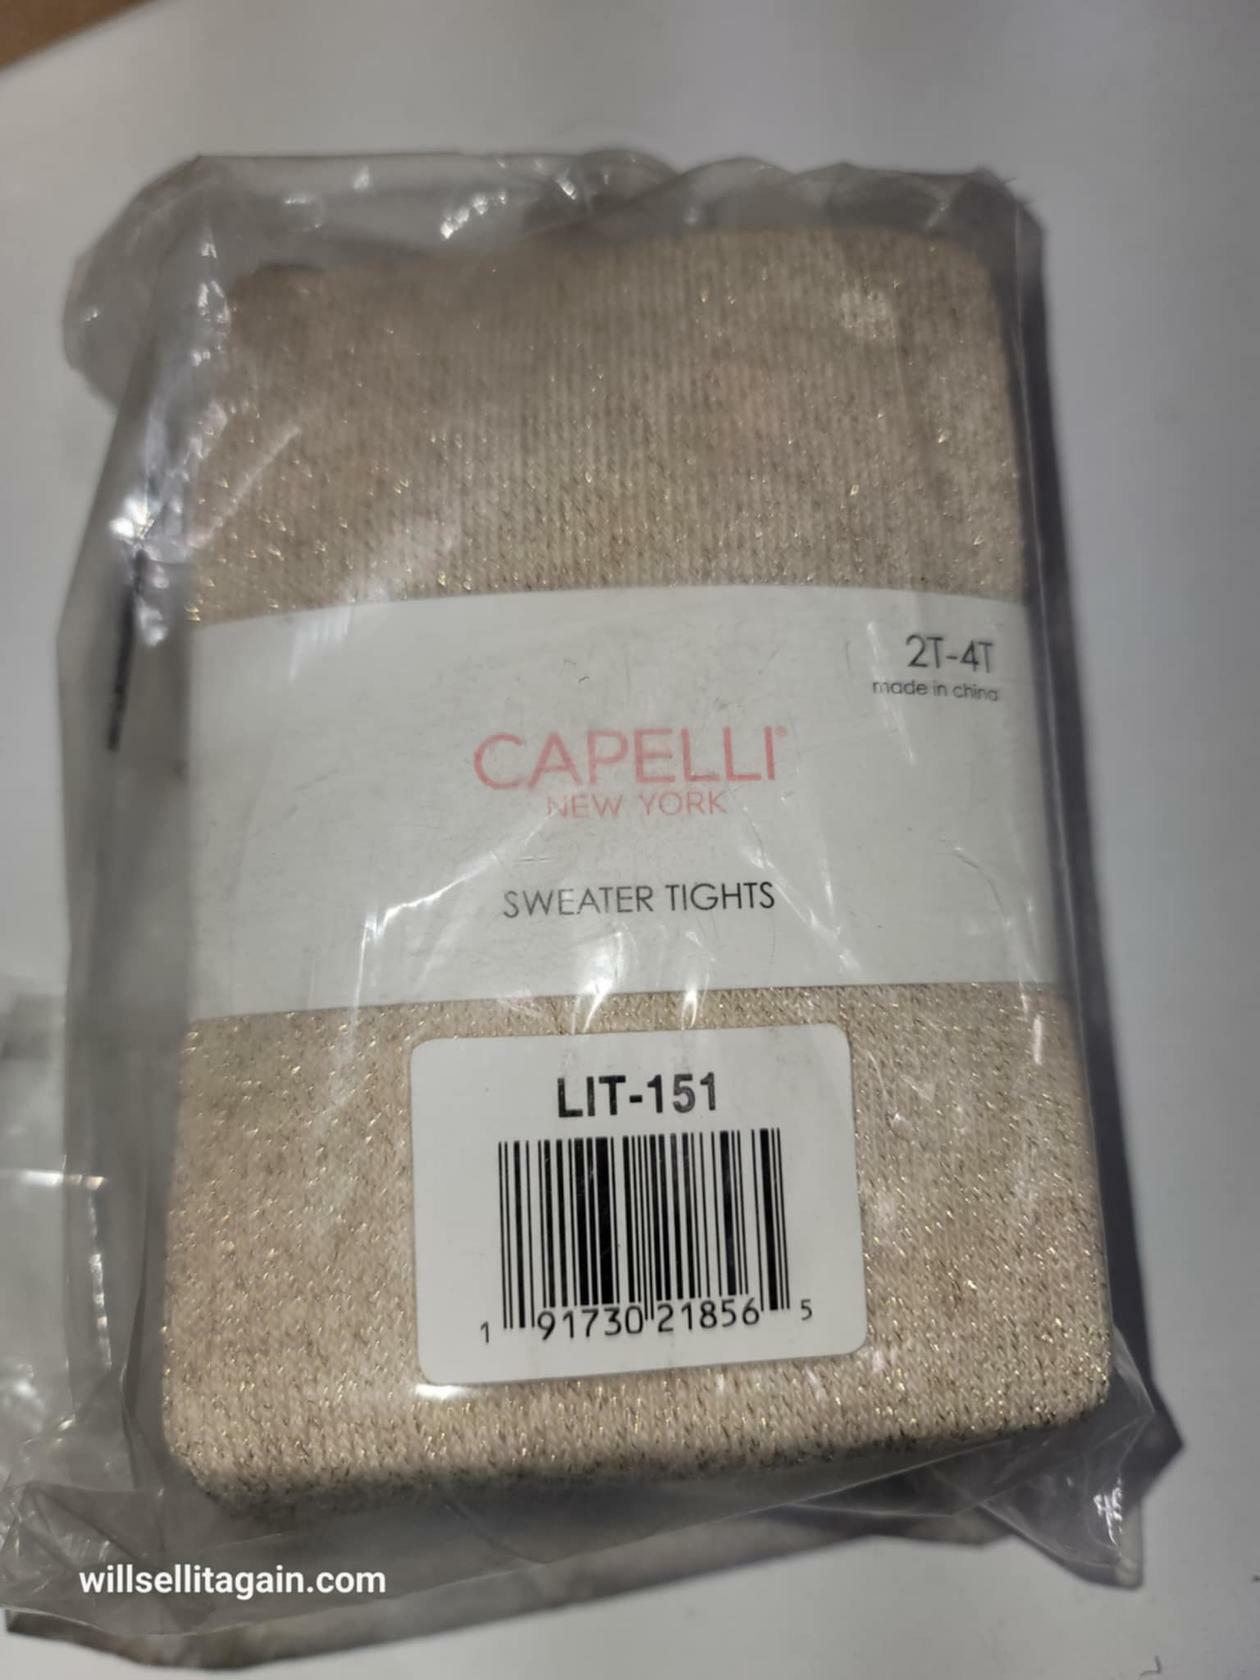 2T-4T
made in china
CAPELLI®
NEW YORK
SWEATER TIGHTS
LIT-151
1 91730 21856 5
willsellitagain.com